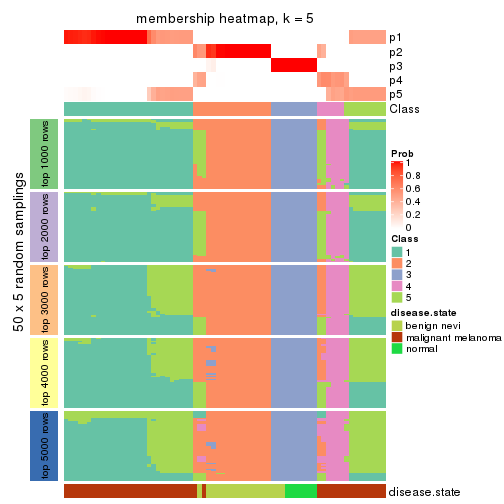 membership heatmap, k = 5
p1
p2
p3
p4
p5
Class
50 x 5 random samplings
top 1000 rows
top 2000 rows
top 3000 rows
top 4000 rows
top 5000 rows
Prob
1
0.8
0.6
0.4
0.2
0
Class
1
2
3
4
5
disease.state
benign nevi
malignant melanoma
normal
disease.state